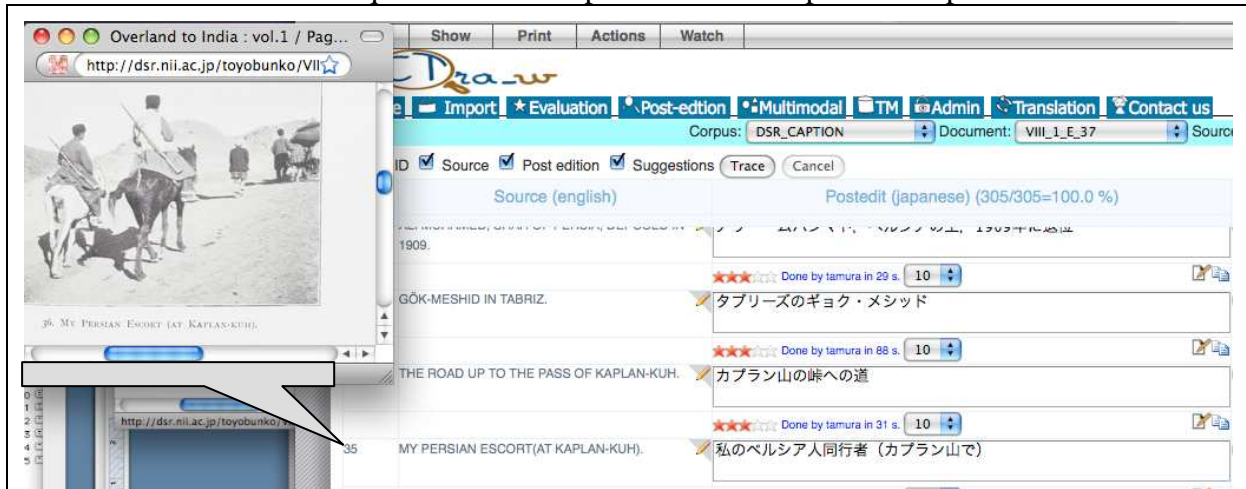 Overland to India : vol.1 / Pag...
http://dsr.nii.ac.jp/toyobunko/VII
36. MY PERSIAN ESCORT (AT KAPLAN-KUH).
Show Print Actions Watch
Import Evaluation Post-edtion Multimodal TM Admin Translation Contact us
Corpus: DSR_CAPTION Document: VIII_1_E_37 Source
ID Source Post edition Suggestions Trace Cancel
Source (english) Postedit (japanese) (305/305=100.0 %)
1909.
Done by tamura in 29 s. 10
GÖK-MESHID IN TABRIZ. タブリーズのギョク・メシッド
Done by tamura in 88 s. 10
THE ROAD UP TO THE PASS OF KAPLAN-KUH. カプラン山の峠への道
Done by tamura in 31 s. 10
35 MY PERSIAN ESCORT(AT KAPLAN-KUH). 私のペルシア人同行者（カプラン山で）
http://dsr.nii.ac.jp/toyobunko/
0
1
2
3
4
5